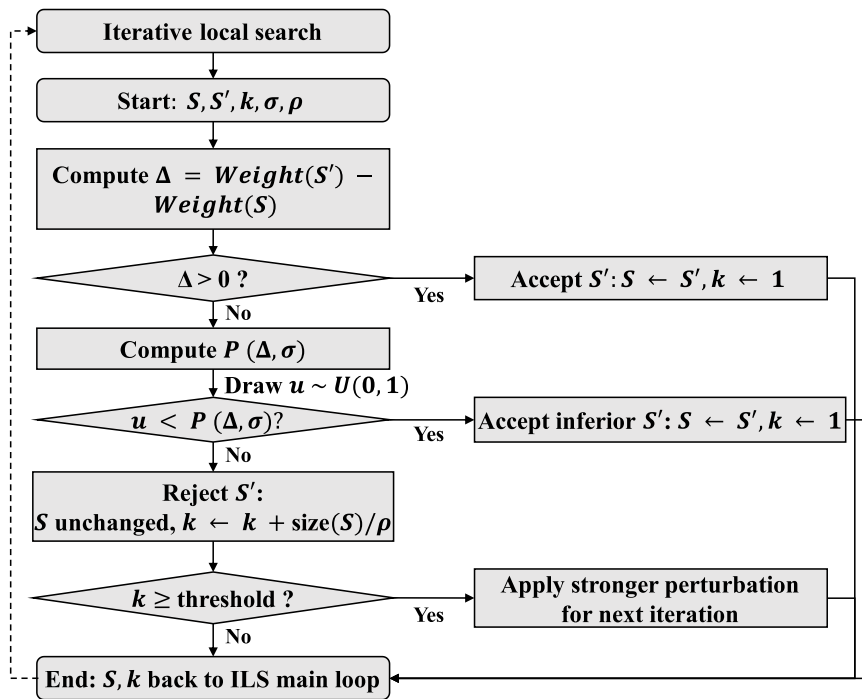 Iterative local search
Start: S, S′, k, σ, ρ
Compute Δ = Weight(S′) −
Weight(S)
Δ > 0 ?
Yes
Accept S′: S ← S′, k ← 1
No
Compute P (Δ, σ)
Draw u ~ U(0, 1)
u < P (Δ, σ)?
Yes
Accept inferior S′: S ← S′, k ← 1
No
Reject S′:
S unchanged, k ← k + size(S)/ρ
k ≥ threshold ?
Yes
Apply stronger perturbation
for next iteration
No
End: S, k back to ILS main loop